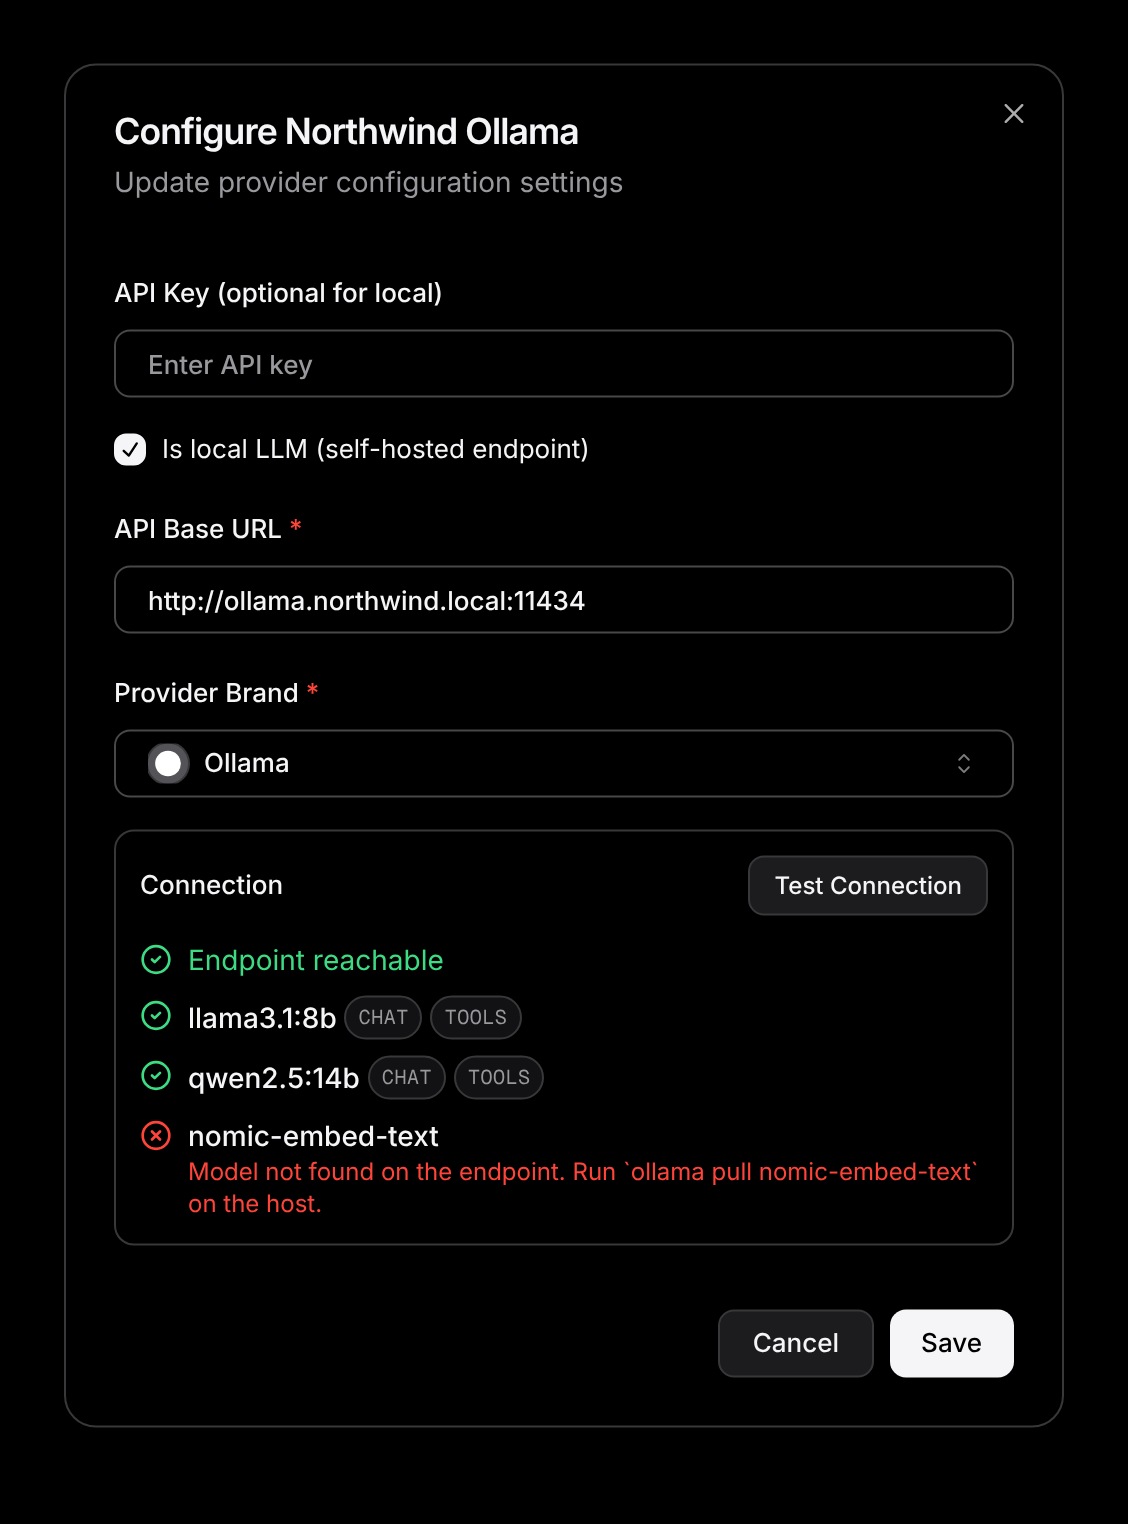 Configure Northwind Ollama
Update provider configuration settings
API Key (optional for local)
Enter API key
Is local LLM (self-hosted endpoint)
API Base URL *
http://ollama.northwind.local:11434
Provider Brand *
Ollama
Connection
Test Connection
Endpoint reachable
llama3.1:8b CHAT TOOLS
qwen2.5:14b CHAT TOOLS
nomic-embed-text
Model not found on the endpoint. Run `ollama pull nomic-embed-text`
on the host.
Cancel
Save